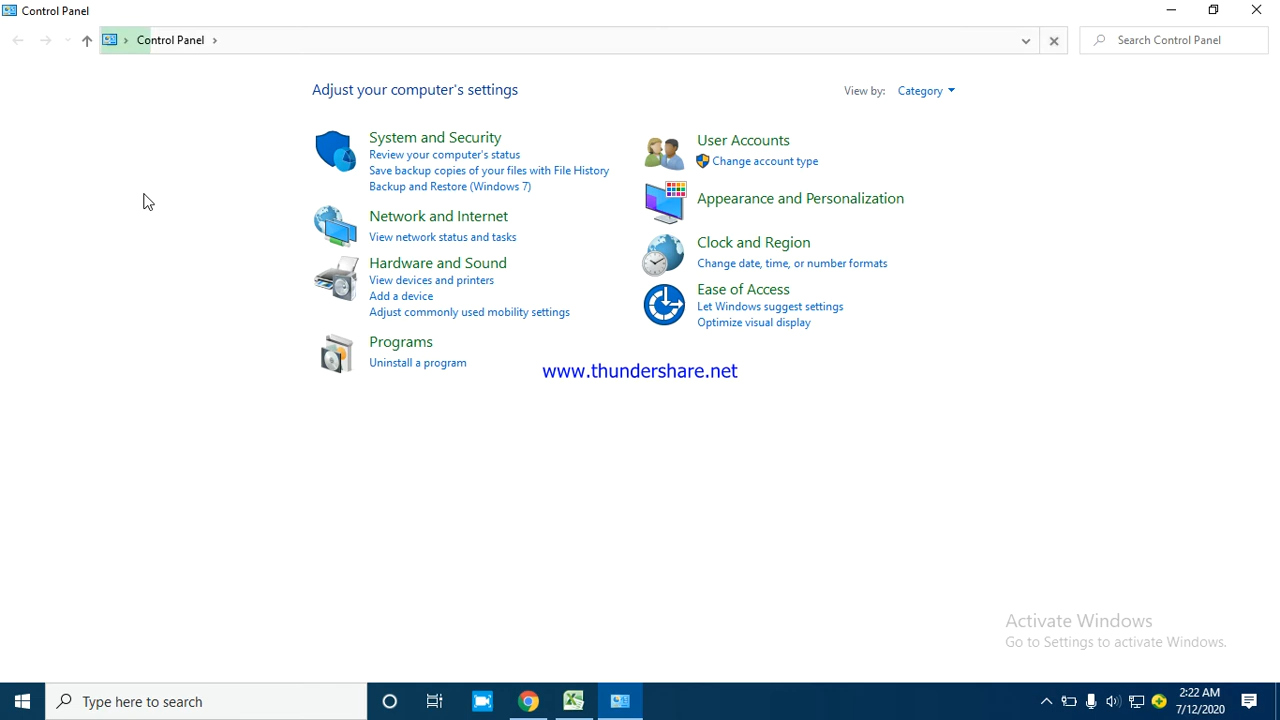 Control Panel
Control Panel
Search Control Panel
Adjust your computer's settings
View by: Category
System and Security
Review your computer's status
Save backup copies of your files with File History
Backup and Restore (Windows 7)
Network and Internet
View network status and tasks
Hardware and Sound
View devices and printers
Add a device
Adjust commonly used mobility settings
Programs
Uninstall a program
User Accounts
Change account type
Appearance and Personalization
Clock and Region
Change date, time, or number formats
Ease of Access
Let Windows suggest settings
Optimize visual display
www.thundershare.net
Activate Windows
Go to Settings to activate Windows.
Type here to search
2:22 AM
7/12/2020